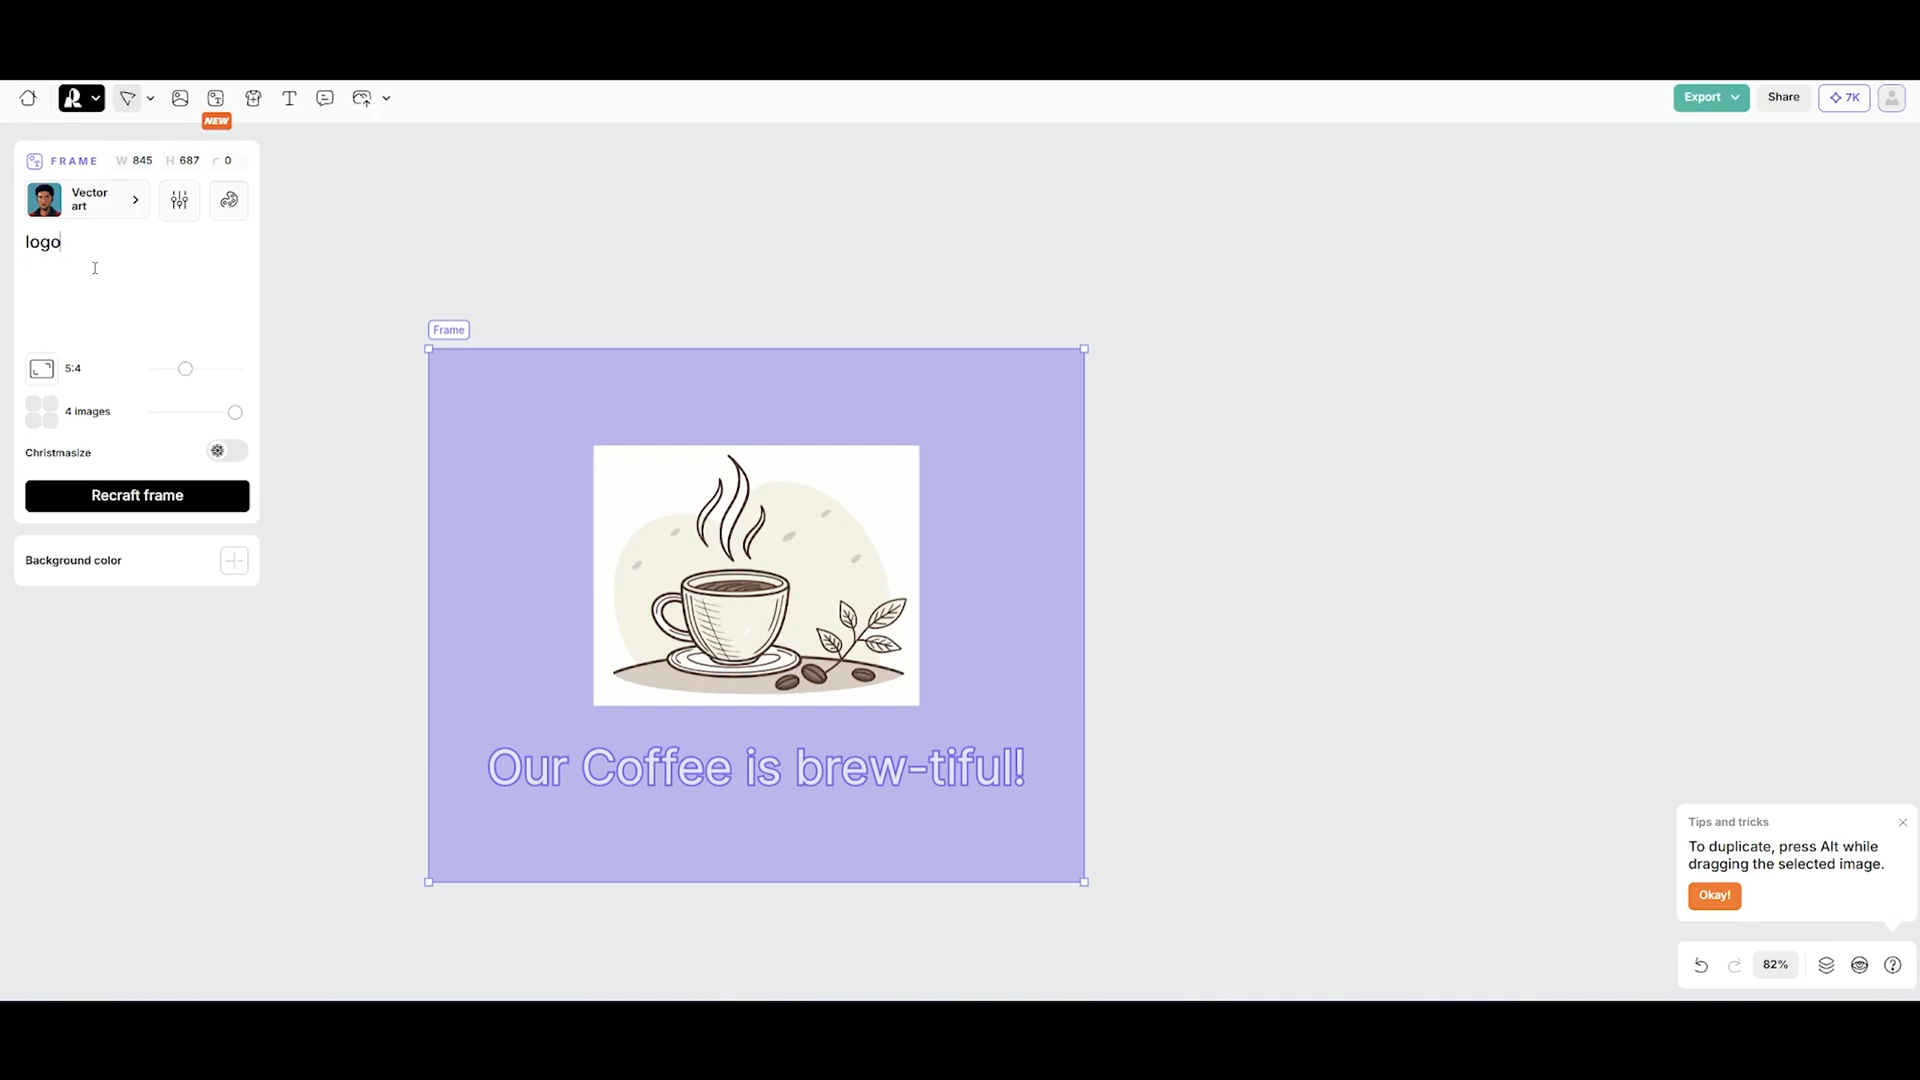 Export
Share
7K
NEW
FRAME
W 845
H 687
0
Vector
art
logo
5:4
4 images
Christmasize
Recraft frame
Background color
Frame
Our Coffee is brew-tiful!
Tips and tricks
To duplicate, press Alt while
dragging the selected image.
Okay!
82%